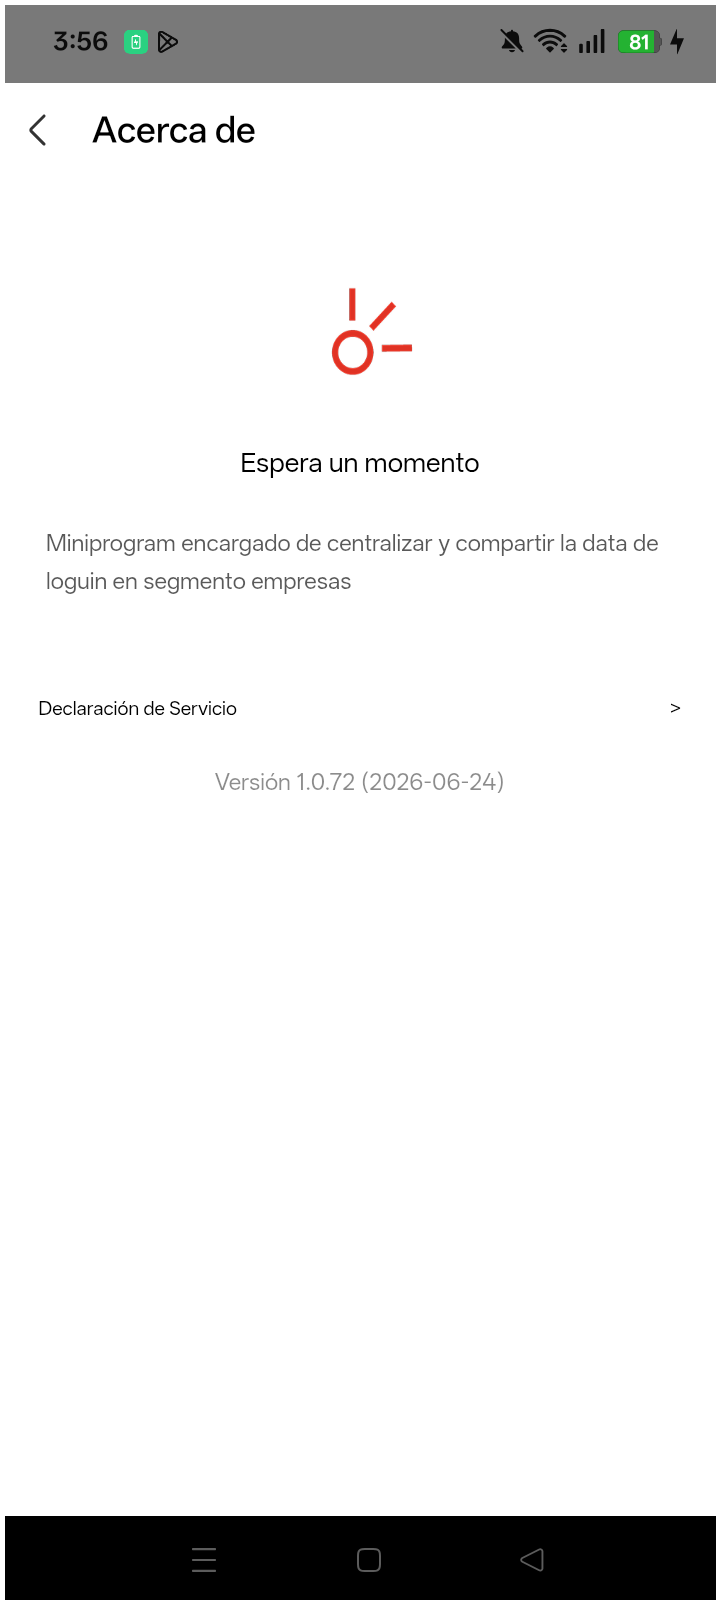 3:56
81
Acerca de
Espera un momento
Miniprogram encargado de centralizar y compartir la data de
loguin en segmento empresas
Declaración de Servicio >
Versión 1.0.72 (2026-06-24)